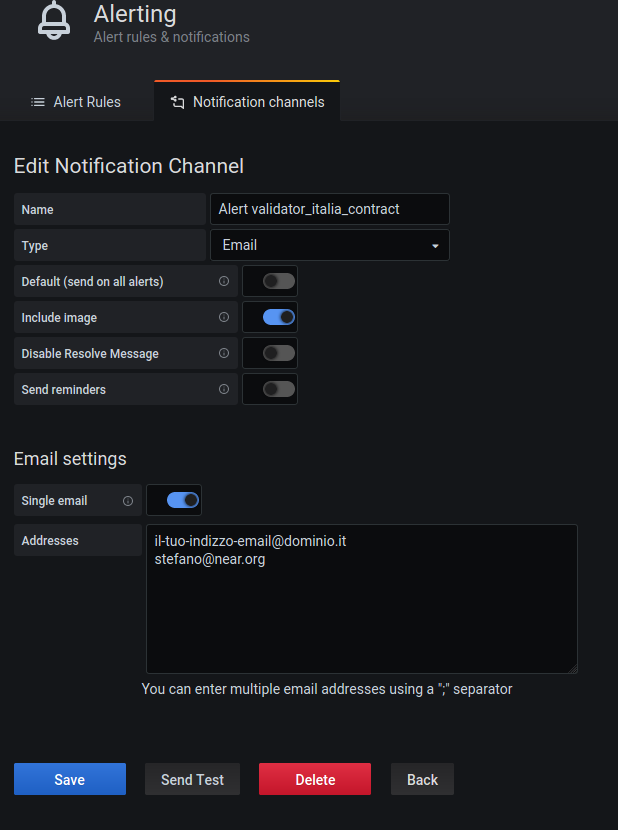 Alerting
Alert rules & notifications
Alert Rules
Notification channels
Edit Notification Channel
Name
Alert validator_italia_contract
Type
Email
Default (send on all alerts)
Include image
Disable Resolve Message
Send reminders
Email settings
Single email
Addresses
il-tuo-indizzo-email@dominio.it
stefano@near.org
You can enter multiple email addresses using a ";" separator
Save
Send Test
Delete
Back